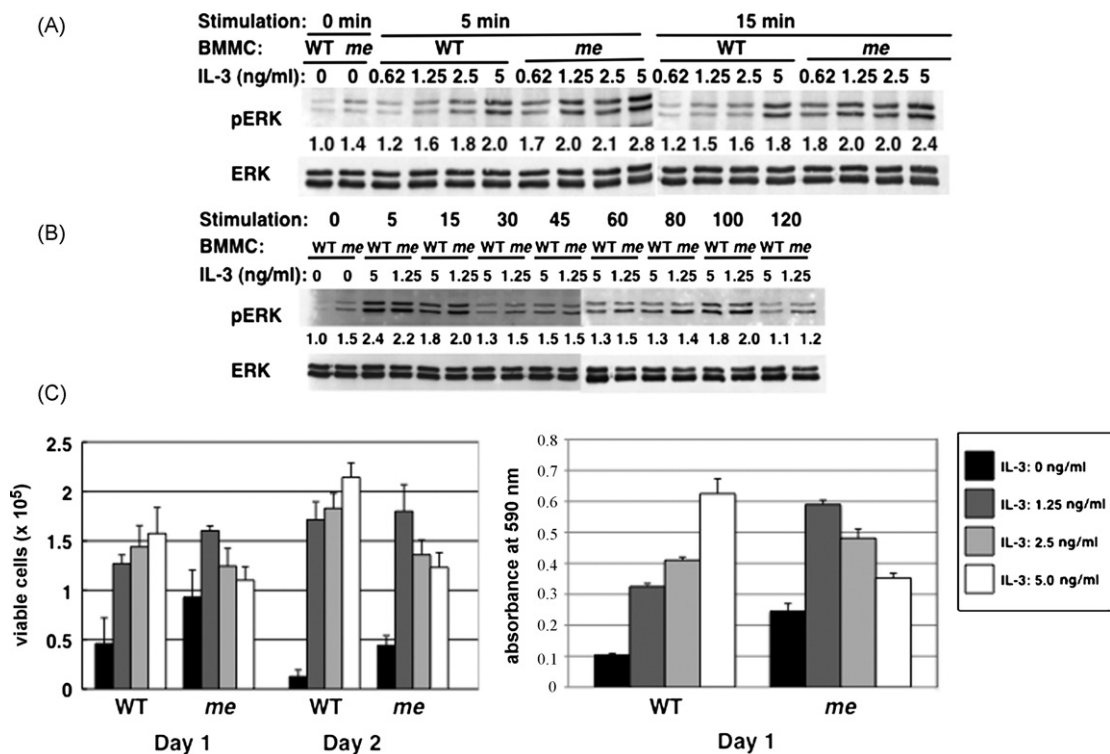 (A)
Stimulation: 0 min 5 min 15 min
BMMC: WT me WT me WT me
IL-3 (ng/ml) 0 0 0.62 1.25 2.5 5 0.62 1.25 2.5 5 0.62 1.25 2.5 5 0.62 1.25 2.5 5
pERK
1.0 1.4 1.2 1.6 1.8 2.0 1.7 2.0 2.1 2.8 1.2 1.5 1.6 1.8 1.8 2.0 2.0 2.4
ERK
(B)
Stimulation: 0 5 15 30 45 60 80 100 120
BMMC: WT me WT me WT me WT me WT me WT me WT me WT me WT me
IL-3 (ng/ml): 0 0 5 1.25 5 1.25 5 1.25 5 1.25 5 1.25 5 1.25 5 1.25 5 1.25
pERK
1.0 1.5 2.4 2.2 1.8 2.0 1.3 1.5 1.5 1.5 1.3 1.5 1.3 1.4 1.8 2.0 1.1 1.2
ERK
(C)
viable cells (x 10⁵)
2.5
2
1.5
1
0.5
0
WT me WT me
Day 1 Day 2
absorbance at 590 nm
0.8
0.7
0.6
0.5
0.4
0.3
0.2
0.1
0
WT me
Day 1
IL-3: 0 ng/ml
IL-3: 1.25 ng/ml
IL-3: 2.5 ng/ml
IL-3: 5.0 ng/ml